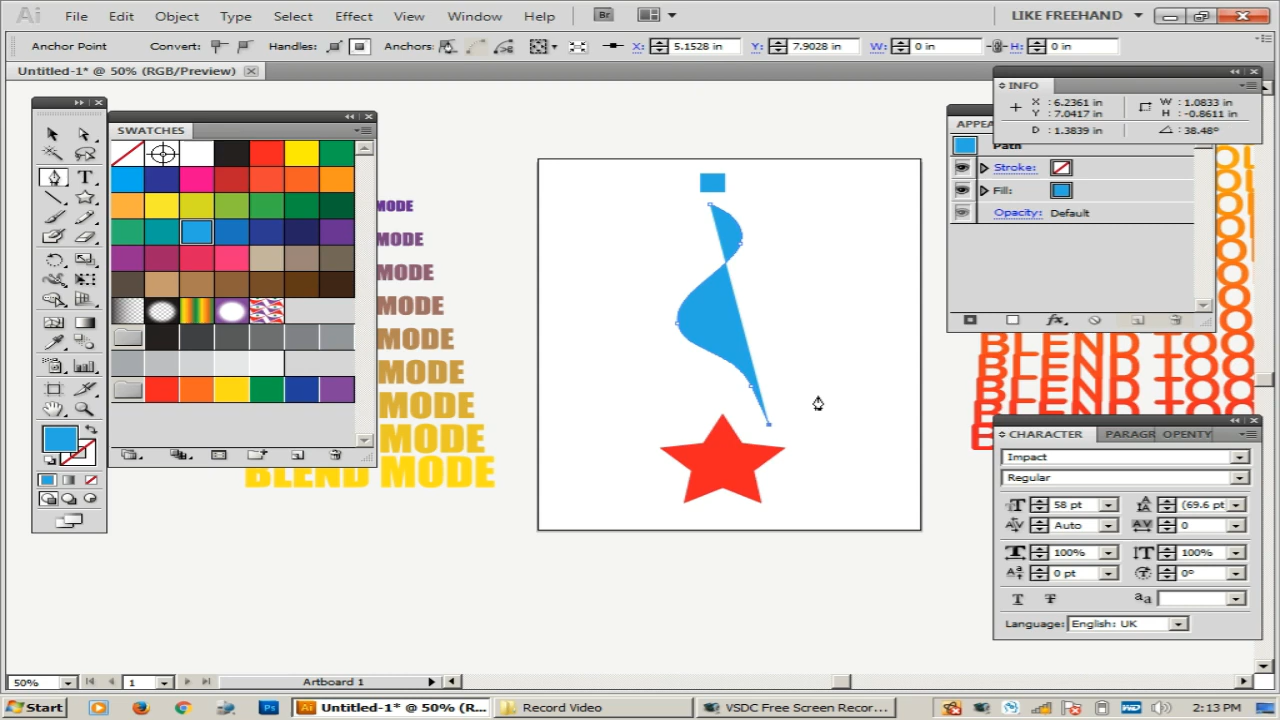 Ai File Edit Object Type Select Effect View Window Help Br LIKE FREEHAND
Anchor Point Convert: Handles: Anchors: X: 5.1528 in Y: 7.9028 in W: 0 in H: 0 in
Untitled-1* @ 50% (RGB/Preview)
INFO
X : 6.2361 in
Y : 7.0417 in
W : 1.0833 in
H : -0.8611 in
D : 1.3839 in
38.48°
SWATCHES
APPEA
Path
Stroke:
Fill:
Opacity: Default
fx
MODE
MODE
MODE
MODE
MODE
MODE
MODE
MODE
BLEND MODE
BLEND TOO
CHARACTER PARAGR OPENTY
Impact
Regular
58 pt (69.6 pt
Auto 0
100% 100%
0 pt 0°
T T aa
Language: English: UK
50% 1 Artboard 1
Start Ai Untitled-1* @ 50% (R... Record Video VSDC Free Screen Recor... 2:13 PM
Ps